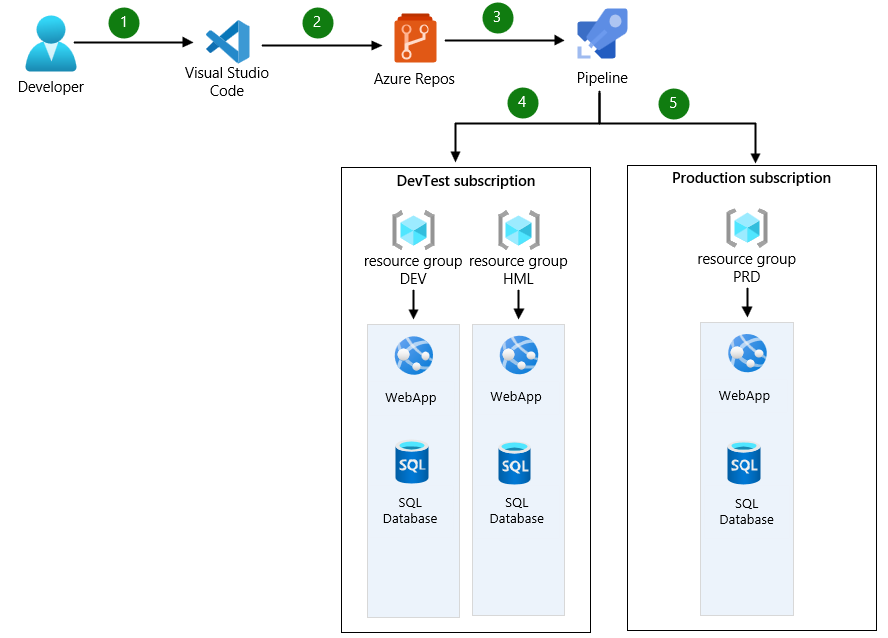 1
2
3
Developer
Visual Studio
Code
Azure Repos
Pipeline
4
5
DevTest subscription
resource group
DEV
resource group
HML
WebApp
WebApp
SQL
SQL
Database
SQL
SQL
Database
Production subscription
resource group
PRD
WebApp
SQL
SQL
Database